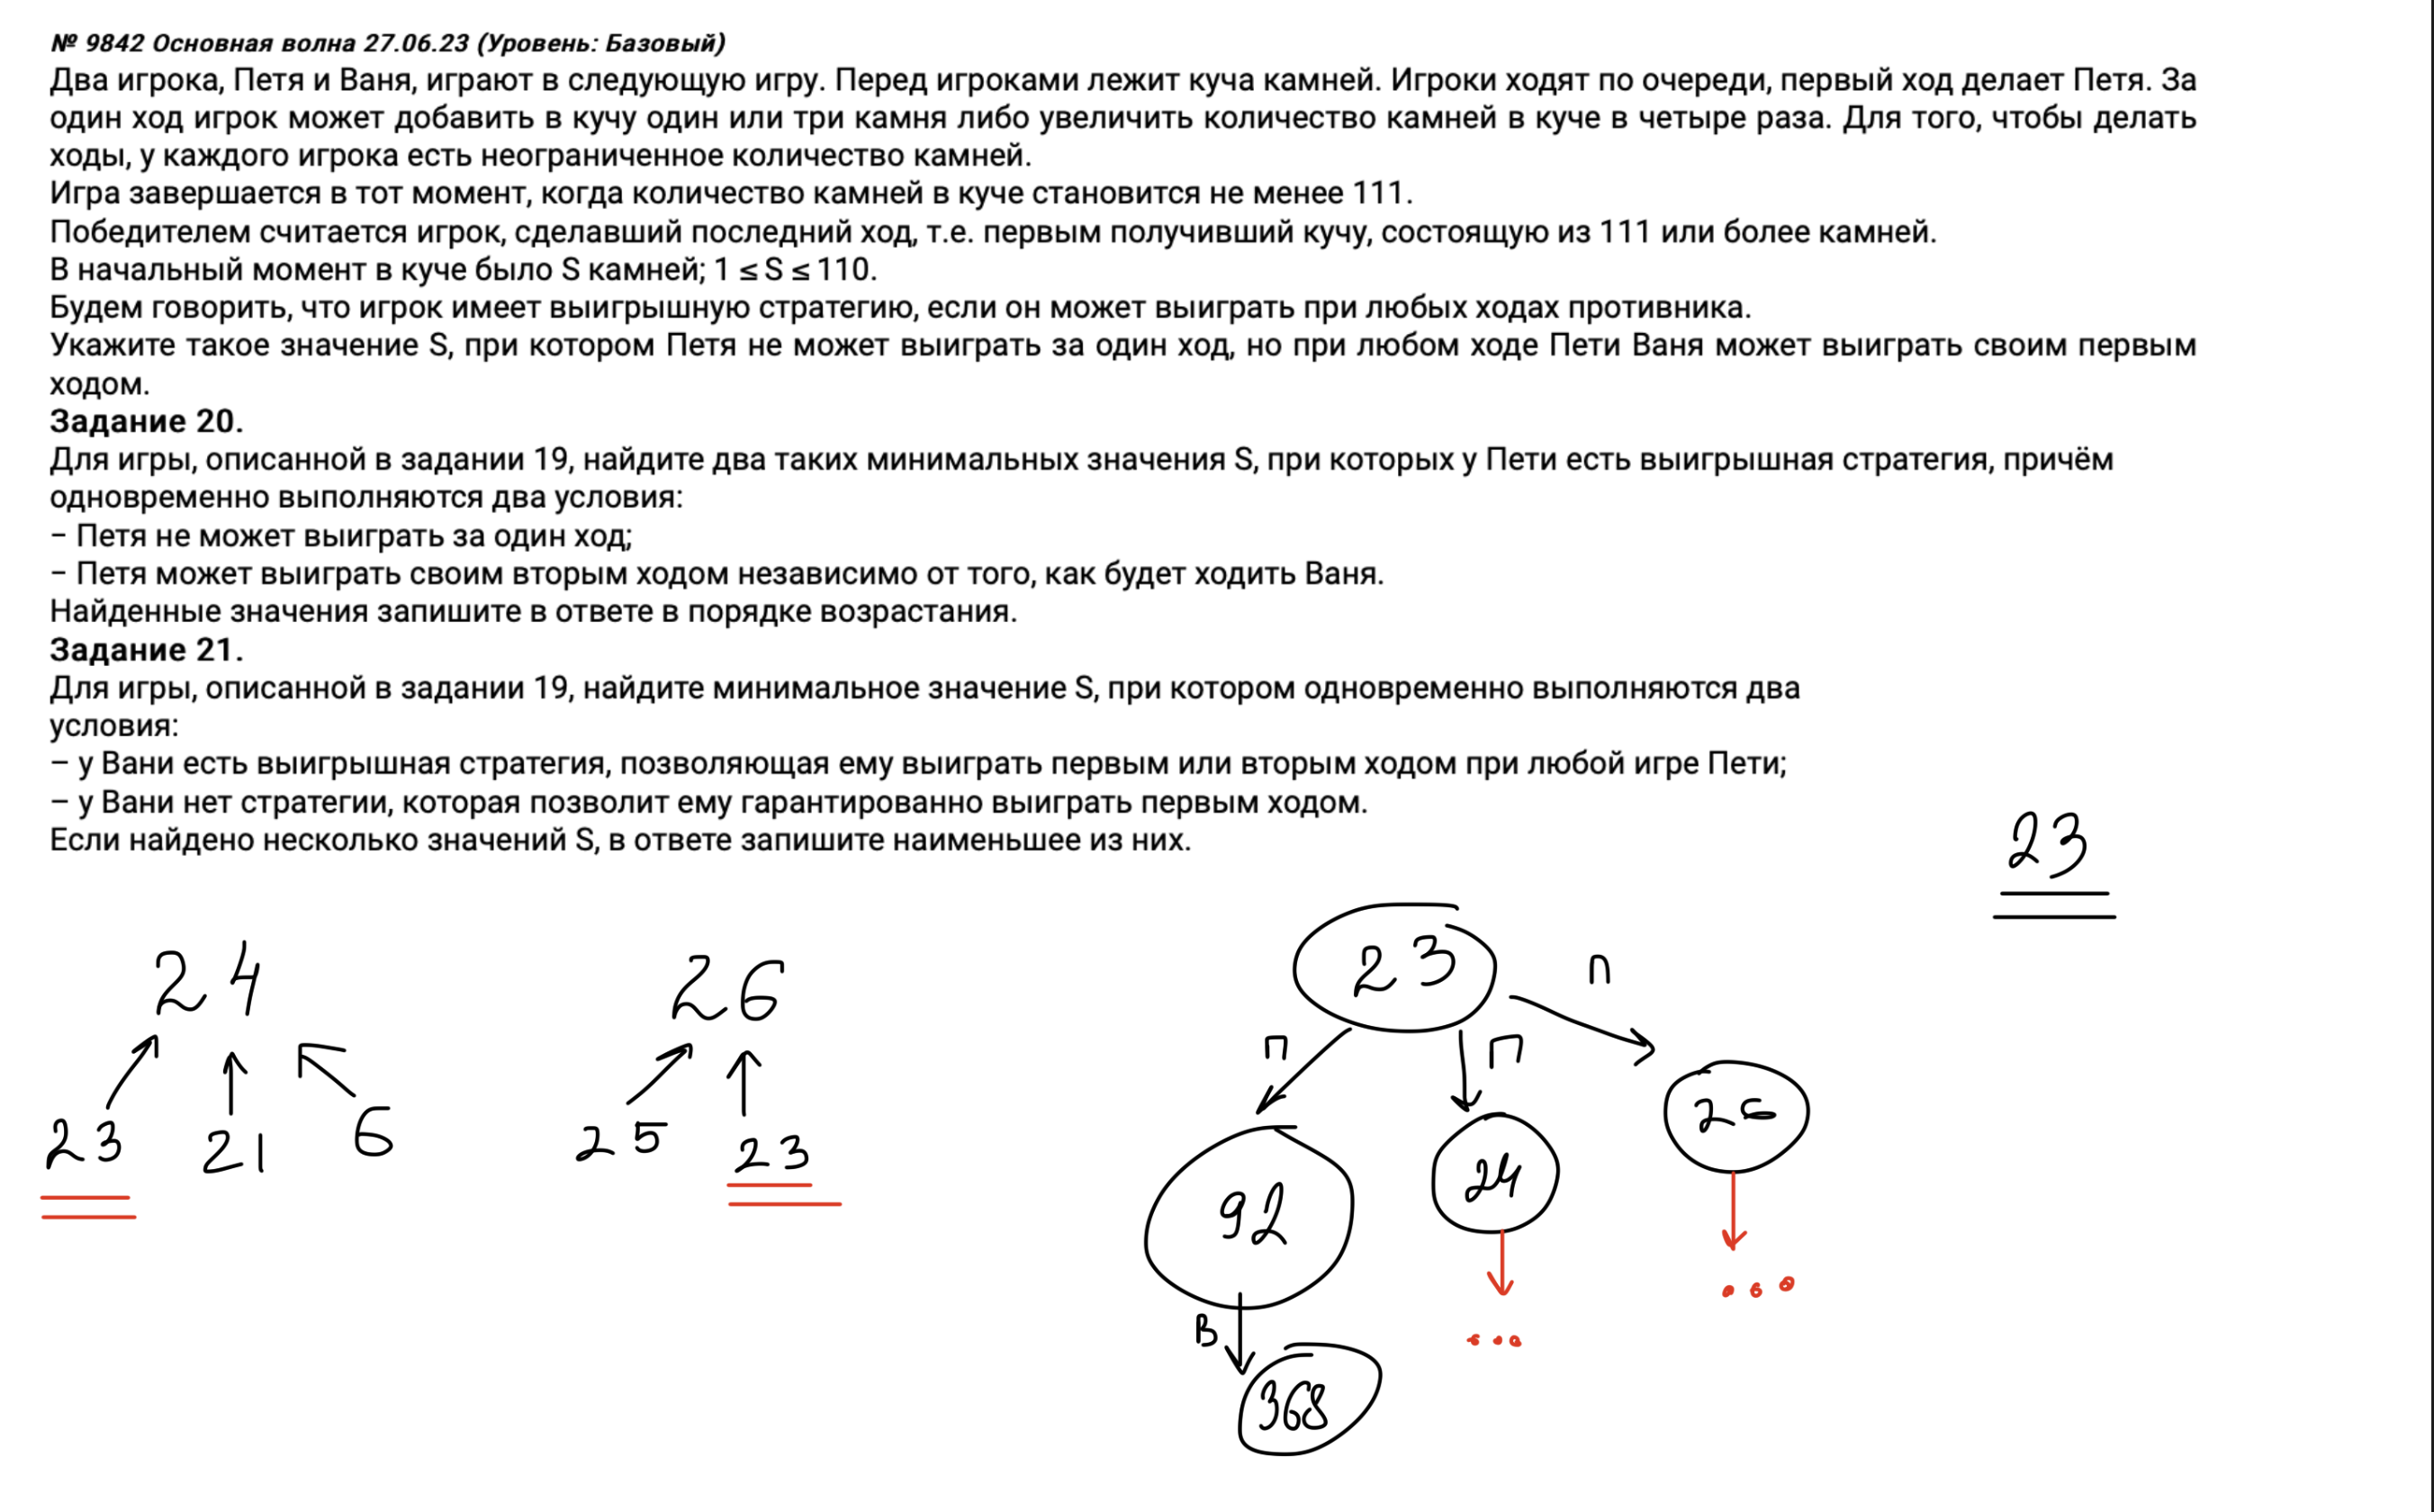 № 9842 Основная волна 27.06.23 (Уровень: Базовый)
Два игрока, Петя и Ваня, играют в следующую игру. Перед игроками лежит куча камней. Игроки ходят по очереди, первый ход делает Петя. За
один ход игрок может добавить в кучу один или три камня либо увеличить количество камней в куче в четыре раза. Для того, чтобы делать
ходы, у каждого игрока есть неограниченное количество камней.
Игра завершается в тот момент, когда количество камней в куче становится не менее 111.
Победителем считается игрок, сделавший последний ход, т.е. первым получивший кучу, состоящую из 111 или более камней.
В начальный момент в куче было S камней; 1 ≤ S ≤ 110.
Будем говорить, что игрок имеет выигрышную стратегию, если он может выиграть при любых ходах противника.
Укажите такое значение S, при котором Петя не может выиграть за один ход, но при любом ходе Пети Ваня может выиграть своим первым
ходом.
Задание 20.
Для игры, описанной в задании 19, найдите два таких минимальных значения S, при которых у Пети есть выигрышная стратегия, причём
одновременно выполняются два условия:
− Петя не может выиграть за один ход;
− Петя может выиграть своим вторым ходом независимо от того, как будет ходить Ваня.
Найденные значения запишите в ответе в порядке возрастания.
Задание 21.
Для игры, описанной в задании 19, найдите минимальное значение S, при котором одновременно выполняются два
условия:
– у Вани есть выигрышная стратегия, позволяющая ему выиграть первым или вторым ходом при любой игре Пети;
– у Вани нет стратегии, которая позволит ему гарантированно выиграть первым ходом.
Если найдено несколько значений S, в ответе запишите наименьшее из них.
23
24 26 23 П
П П
23 21 6 25 23 26
92 24
В
368